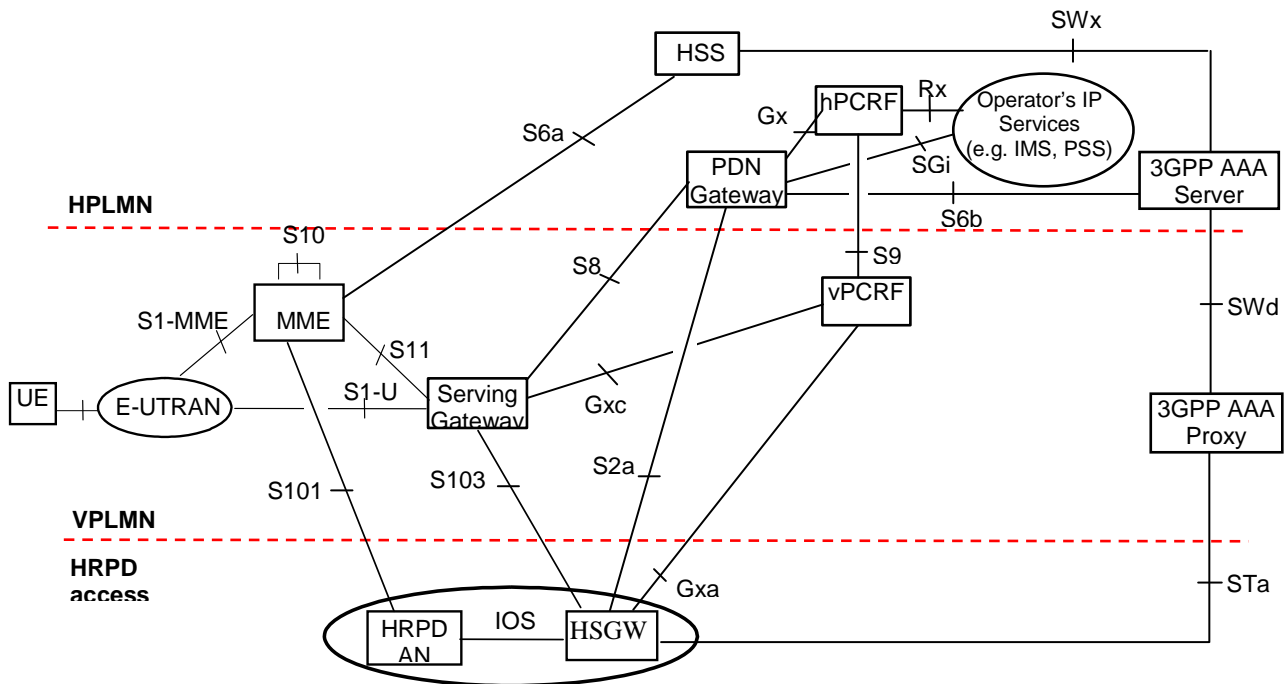 SWx
HSS
Rx
hPCRF
Operator's IP
Services
(e.g. IMS, PSS)
Gx
S6a
SGi
PDN
Gateway
3GPP AAA
Server
HPLMN
S6b
S10
S9
S8
vPCRF
MME
S1-MME
SWd
S11
S1-U
Serving
Gateway
UE
E-UTRAN
Gxc
3GPP AAA
Proxy
S2a
S101
S103
VPLMN
HRPD
access
Gxa
STa
IOS
HRPD
AN
HSGW